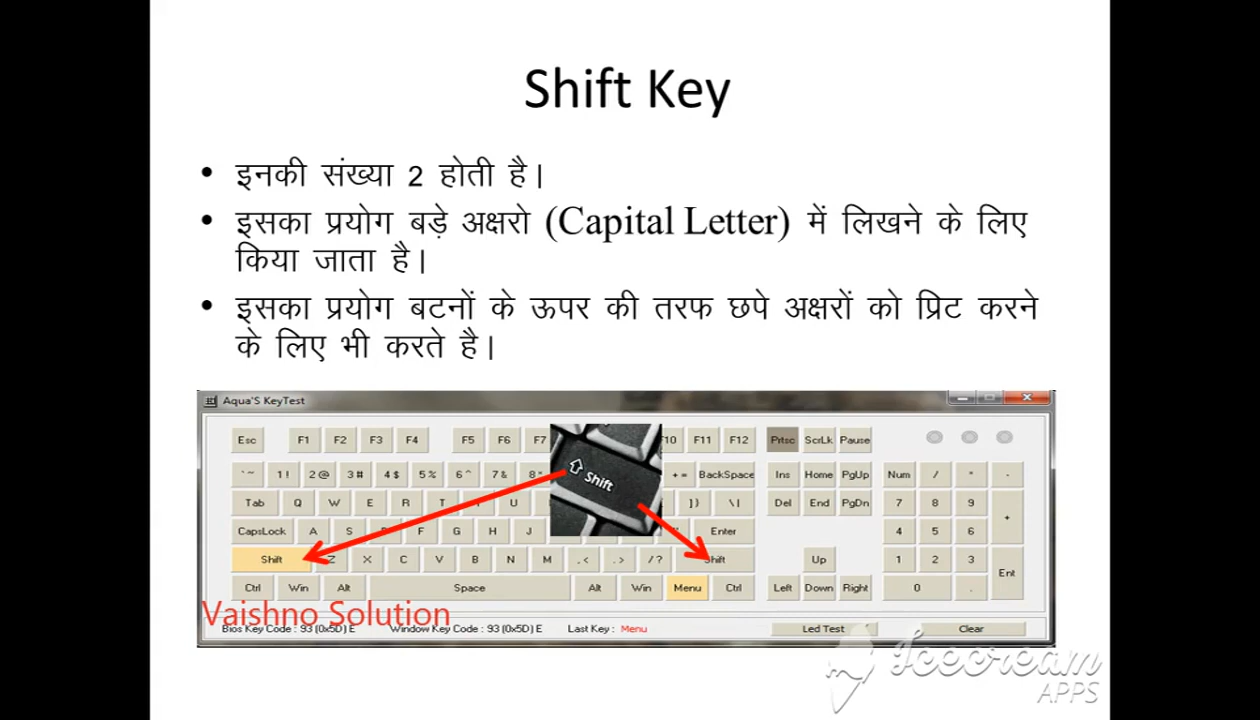 Shift Key
• इनकी संख्या 2 होती है।
• इसका प्रयोग बड़े अक्षरो (Capital Letter) में लिखने के लिए
किया जाता है।
• इसका प्रयोग बटनों के ऊपर की तरफ छपे अक्षरों को प्रिट करने
के लिए भी करते है।
Aqua'S KeyTest
Esc F1 F2 F3 F4 F5 F6 F7 F11 F12 Prtsc ScrLk Pause
Shift
`~ 1! 2@ 3# 4$ 5% 6^ 7& += BackSpace Ins Home PgUp Num / * -
Tab Q W E R T U ]} \| Del End PgDn 7 8 9 +
CapsLock A S F G H J Enter 4 5 6
Shift Z X C V B N M ,< .> /? Shift Up 1 2 3 Ent
Ctrl Win Alt Space Alt Win Menu Ctrl Left Down Right 0 .
Vaishno Solution
Bios Key Code : 93 (0x5D) E Window Key Code : 93 (0x5D) E Last Key : Menu Led Test Clear
Icecream
APPS